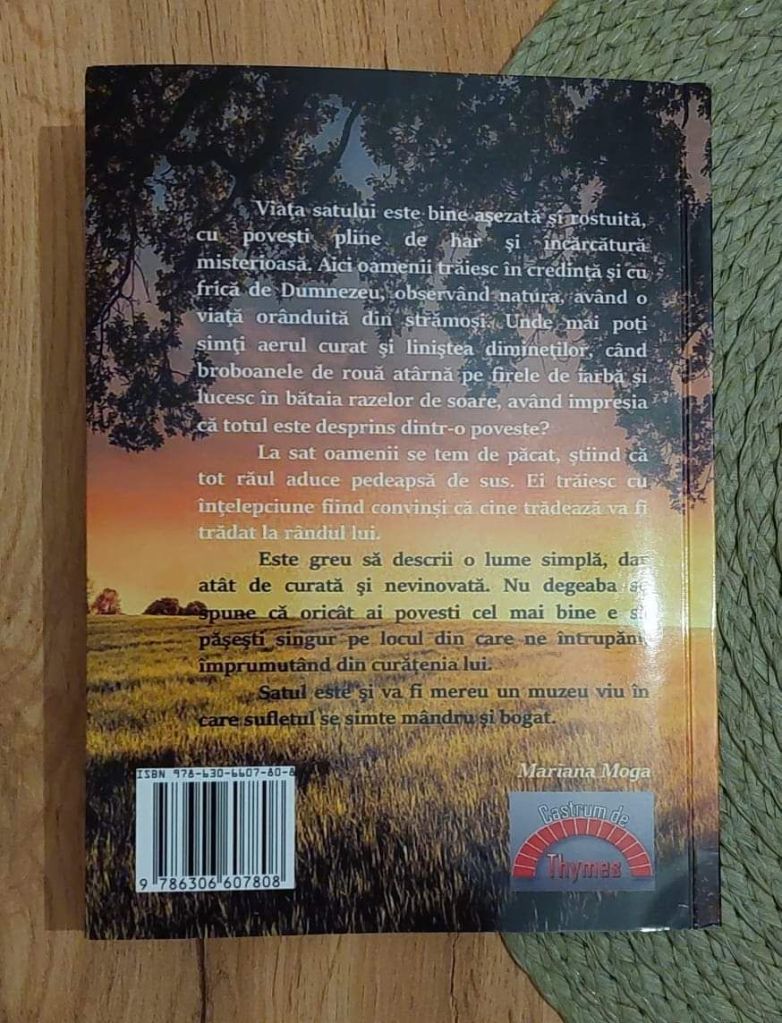 Viața satului este bine așezată și rostuită,
cu povești pline de har și încărcătură
misterioasă. Aici oamenii trăiesc în credință și cu
frică de Dumnezeu, observând natura, având o
viață orânduită din strămoși. Unde mai poți
simți aerul curat și liniștea dimineților, când
broboanele de rouă atârnă pe firele de iarbă și
lucesc în bătaia razelor de soare, având impresia
că totul este desprins dintr-o poveste?
La sat oamenii se tem de păcat, știind că
tot răul aduce pedeapsă de sus. Ei trăiesc cu
înțelepciune fiind convinși că cine trădează va fi
trădat la rândul lui.
Este greu să descrii o lume simplă, dar
atât de curată și nevinovată. Nu degeaba se
spune că oricât ai povesti cel mai bine e să
pășești singur pe locul din care ne întrupăm
împrumutând din curățenia lui.
Satul este și va fi mereu un muzeu viu în
care sufletul se simte mândru și bogat.
Mariana Moga
ISBN 978-630-6607-80-8
9 786306 607808
Castrum de
Thymes